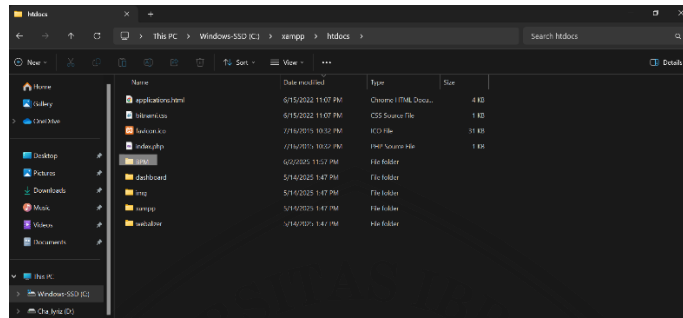 htdocs
This PC > Windows-SSD (C:) > xampp > htdocs >
Search htdocs
New
Sort
View
Details
Name Date modified Type Size
Home
Gallery
OneDrive
Desktop
Pictures
Downloads
Music
Videos
Documents
This PC
Windows-SSD (C:)
(D:)
applications.html 6/15/2022 11:07 PM Chrome HTML Docu... 4 KB
bitnami.css 6/15/2022 11:07 PM CSS Source File 1 KB
favicon.ico 7/16/2015 10:32 PM ICO File 31 KB
index.php 7/16/2015 10:32 PM PHP Source File 1 KB
6/2/2025 11:57 PM File folder
dashboard 5/14/2025 1:47 PM File folder
img 5/14/2025 1:47 PM File folder
xampp 5/14/2025 1:47 PM File folder
webalizer 5/14/2025 1:47 PM File folder